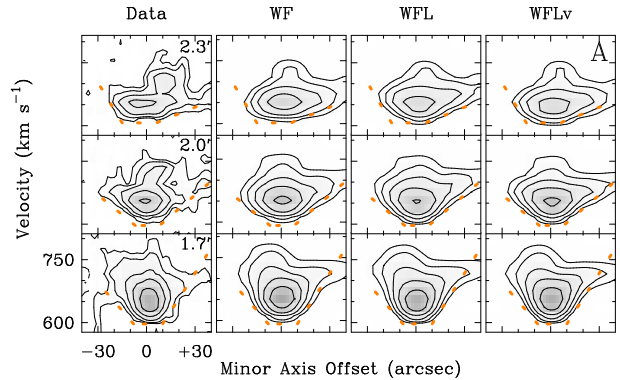 Data WF WFL WFLv
2.3′ A
2.0′
1.7′
Velocity (km s⁻¹)
750
600
−30 0 +30
Minor Axis Offset (arcsec)